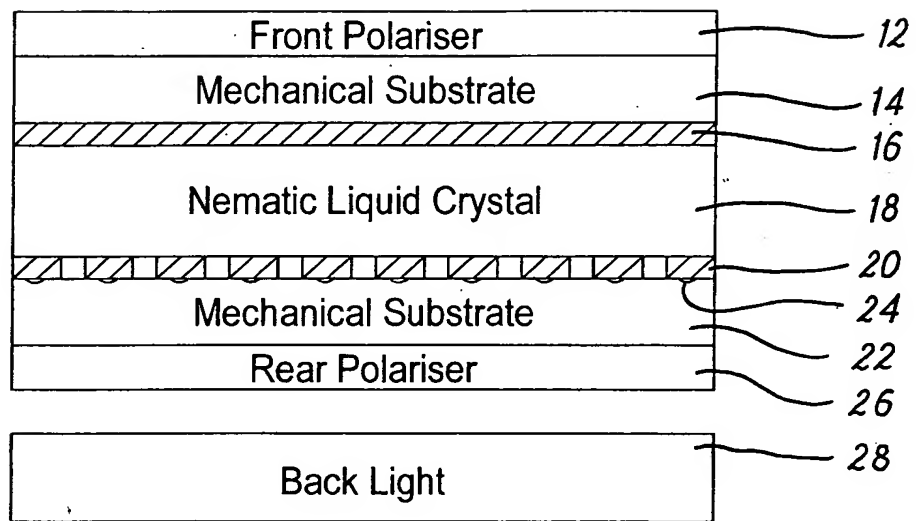 Front Polariser 12
Mechanical Substrate 14
16
Nematic Liquid Crystal 18
20
24
Mechanical Substrate
22
Rear Polariser
26
28
Back Light